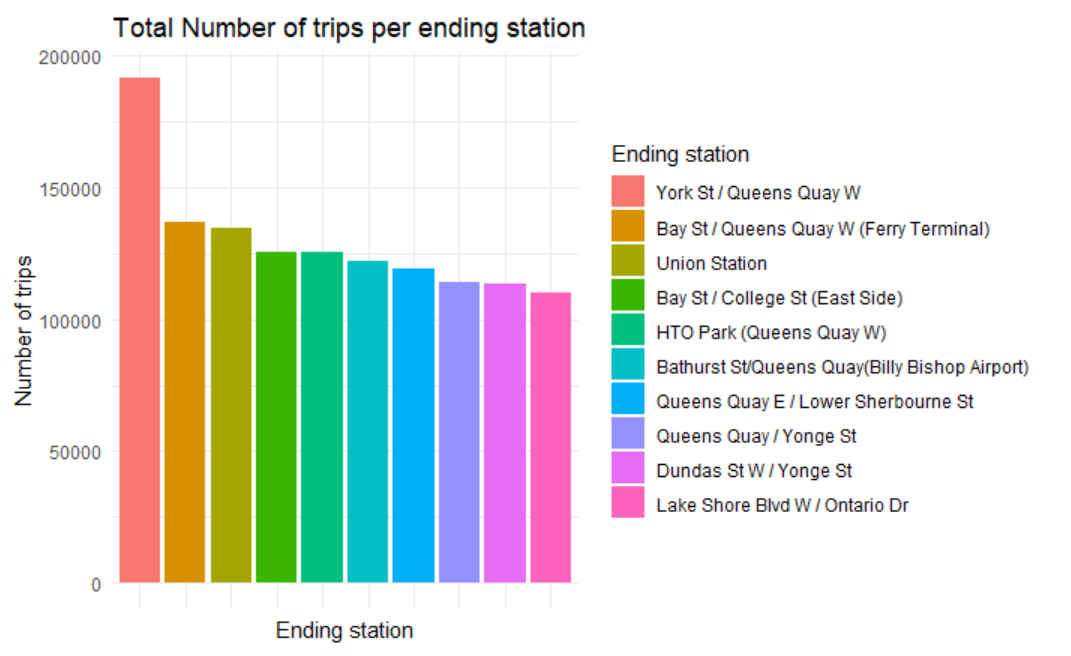 Total Number of trips per ending station
200000
150000
100000
50000
0
Number of trips
Ending station
Ending station
York St / Queens Quay W
Bay St / Queens Quay W (Ferry Terminal)
Union Station
Bay St / College St (East Side)
HTO Park (Queens Quay W)
Bathurst St/Queens Quay(Billy Bishop Airport)
Queens Quay E / Lower Sherbourne St
Queens Quay / Yonge St
Dundas St W / Yonge St
Lake Shore Blvd W / Ontario Dr